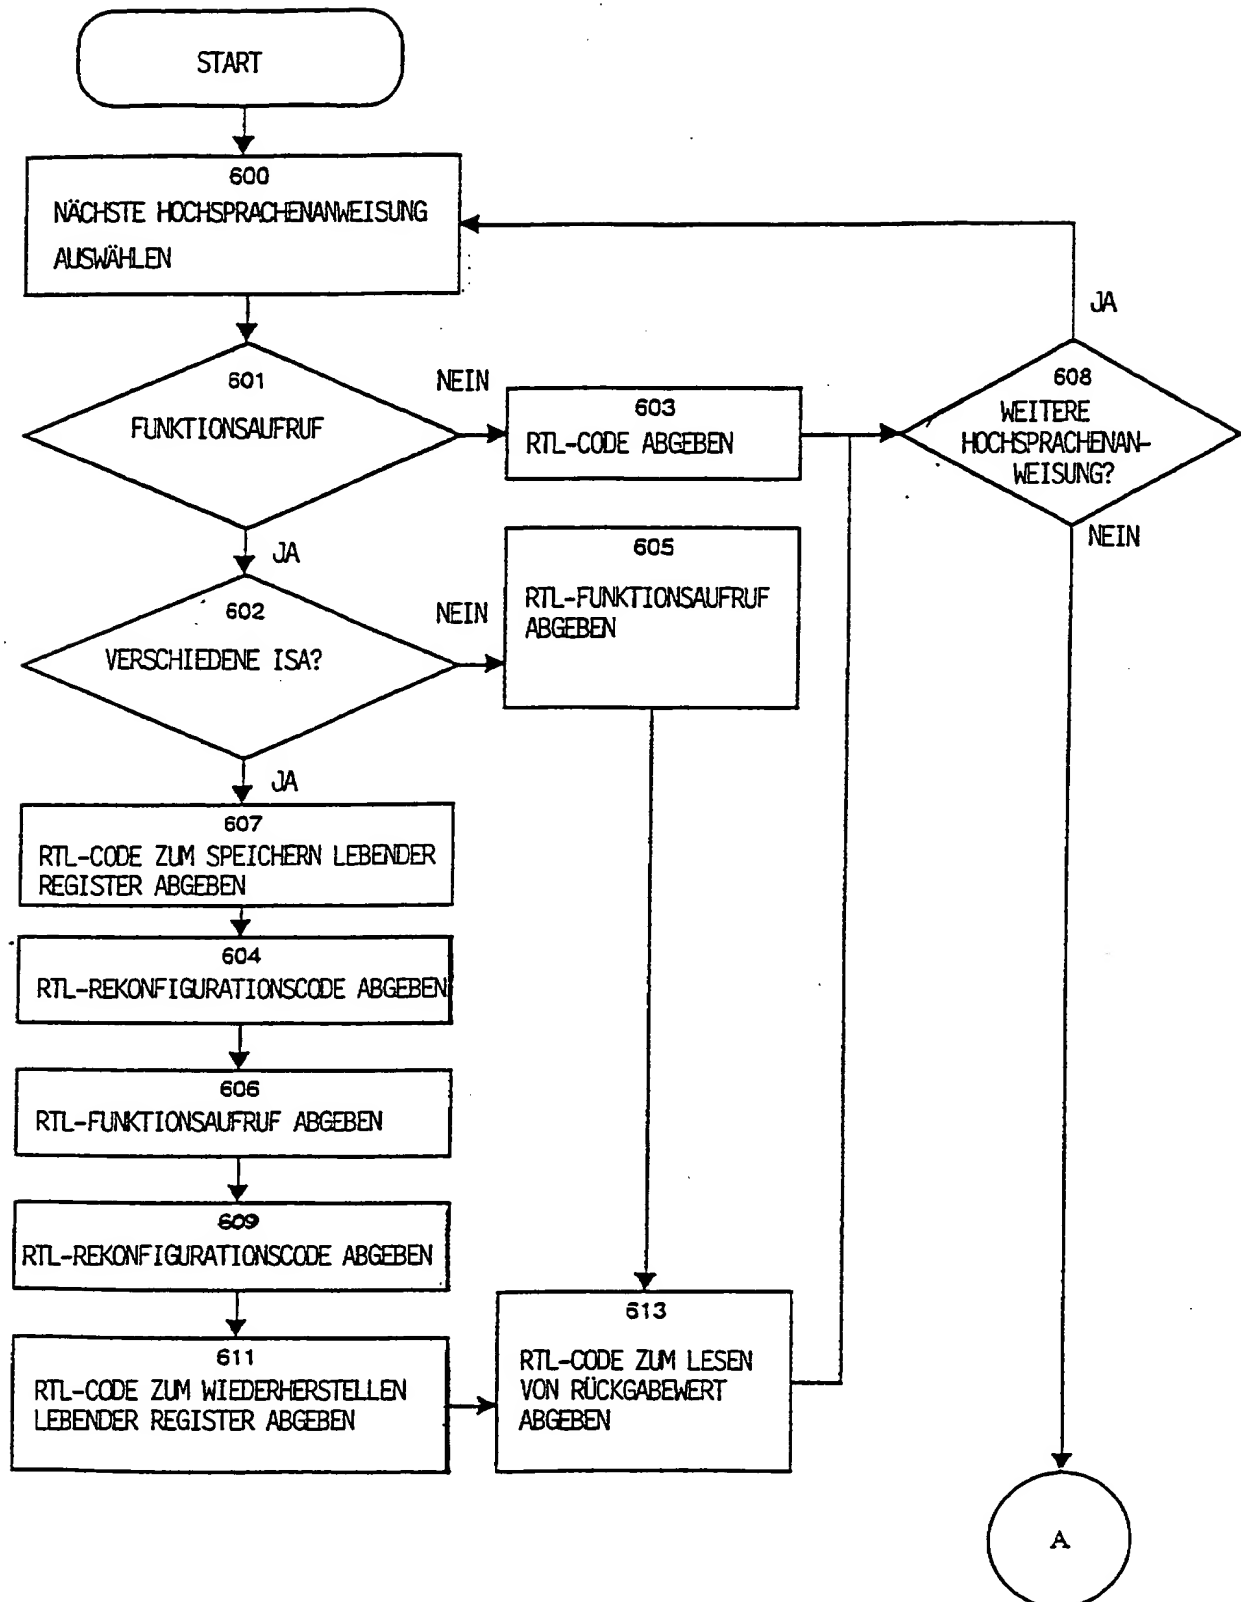 START
600
NÄCHSTE HOCHSPRACHENANWEISUNG
AUSWÄHLEN
JA
601
FUNKTIONSAUFRUF
NEIN
603
RTL-CODE ABGEBEN
608
WEITERE
HOCHSPRACHENAN-
WEISUNG?
NEIN
JA
602
VERSCHIEDENE ISA?
NEIN
605
RTL-FUNKTIONSAUFRUF
ABGEBEN
JA
607
RTL-CODE ZUM SPEICHERN LEBENDER
REGISTER ABGEBEN
604
RTL-REKONFIGURATIONSCODE ABGEBEN
606
RTL-FUNKTIONSAUFRUF ABGEBEN
609
RTL-REKONFIGURATIONSCODE ABGEBEN
611
RTL-CODE ZUM WIEDERHERSTELLEN
LEBENDER REGISTER ABGEBEN
613
RTL-CODE ZUM LESEN
VON RÜCKGABEWERT
ABGEBEN
A